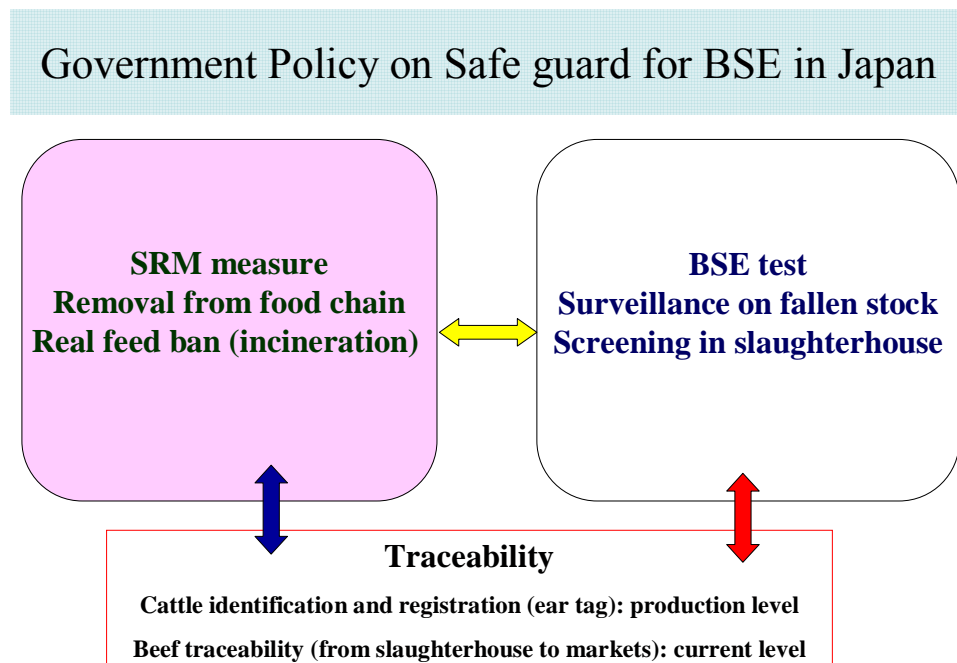 Government Policy on Safe guard for BSE in Japan
SRM measure
Removal from food chain
Real feed ban (incineration)
BSE test
Surveillance on fallen stock
Screening in slaughterhouse
Traceability
Cattle identification and registration (ear tag): production level
Beef traceability (from slaughterhouse to markets): current level